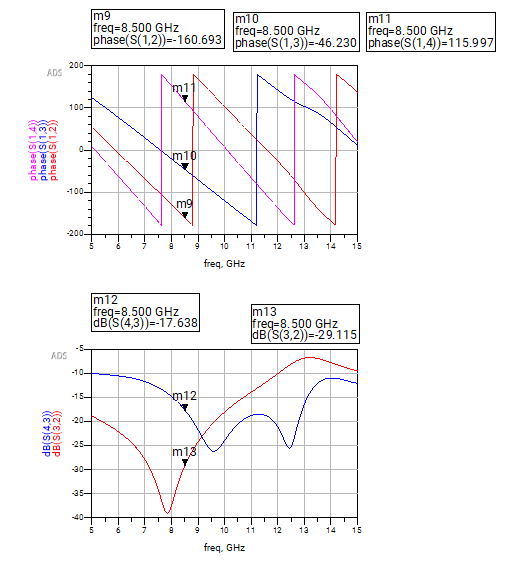 m9
freq=8.500 GHz
phase(S(1,2))=-160.693
m10
freq=8.500 GHz
phase(S(1,3))=-46.230
m11
freq=8.500 GHz
phase(S(1,4))=115.997
ADS
200
100
0
-100
-200
phase(S(1,4))
phase(S(1,3))
phase(S(1,2))
m11
m10
m9
5 6 7 8 9 10 11 12 13 14 15
freq, GHz
m12
freq=8.500 GHz
dB(S(4,3))=-17.638
m13
freq=8.500 GHz
dB(S(3,2))=-29.115
ADS
-5
-10
-15
-20
-25
-30
-35
-40
dB(S(4,3))
dB(S(3,2))
m12
m13
5 6 7 8 9 10 11 12 13 14 15
freq, GHz